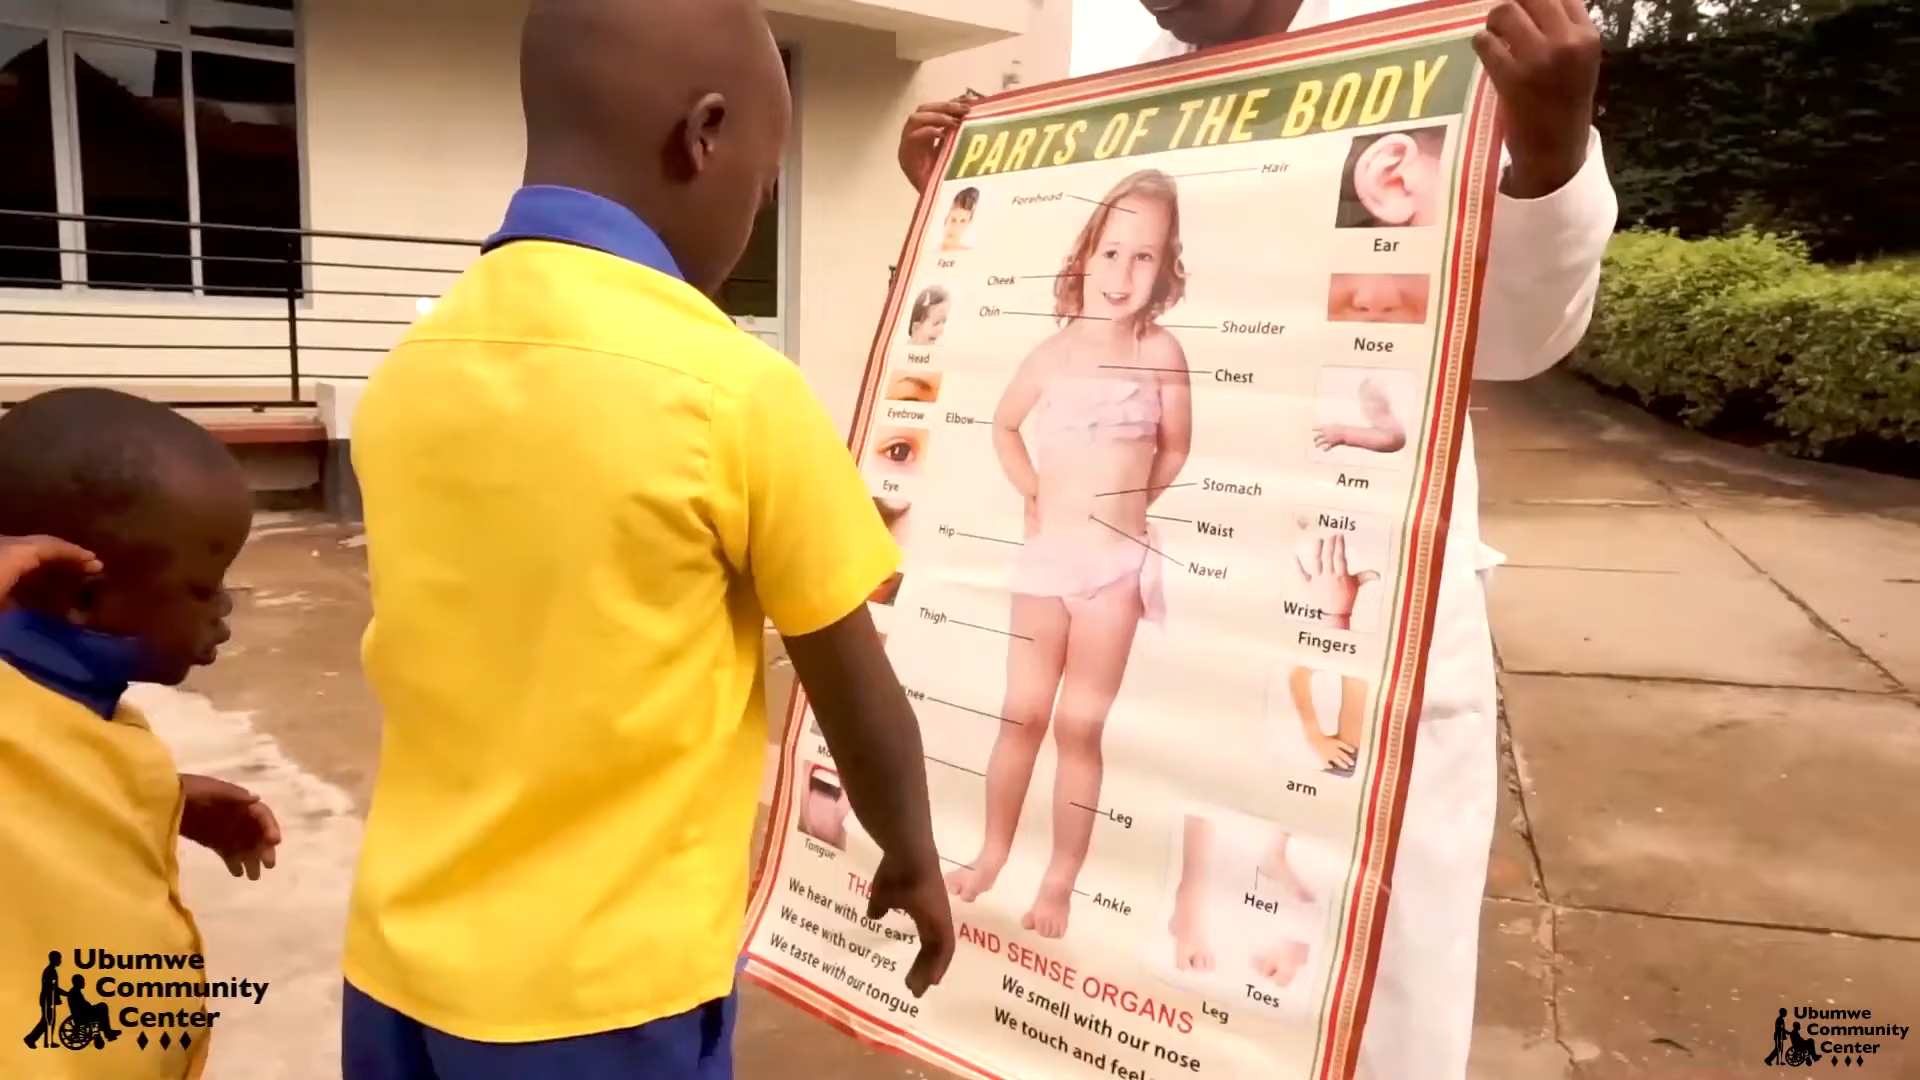 PARTS OF THE BODY
Hair
Forehead
Face
Cheek
Chin
Head
Eyebrow
Elbow
Eye
Hip
Thigh
Tongue
Shoulder
Chest
Stomach
Waist
Navel
Leg
Ankle
Ear
Nose
Arm
Nails
Wrist
Fingers
arm
Heel
Toes
Leg
AND SENSE ORGANS
We hear with our ears
We see with our eyes
We taste with our tongue
We smell with our nose
We touch and feel
Ubumwe
Community
Center
Ubumwe
Community
Center